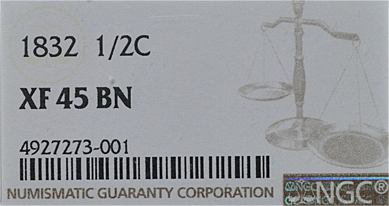 1832 1/2C
XF 45 BN
4927273-001
NUMISMATIC GUARANTY CORPORATION
NGC®